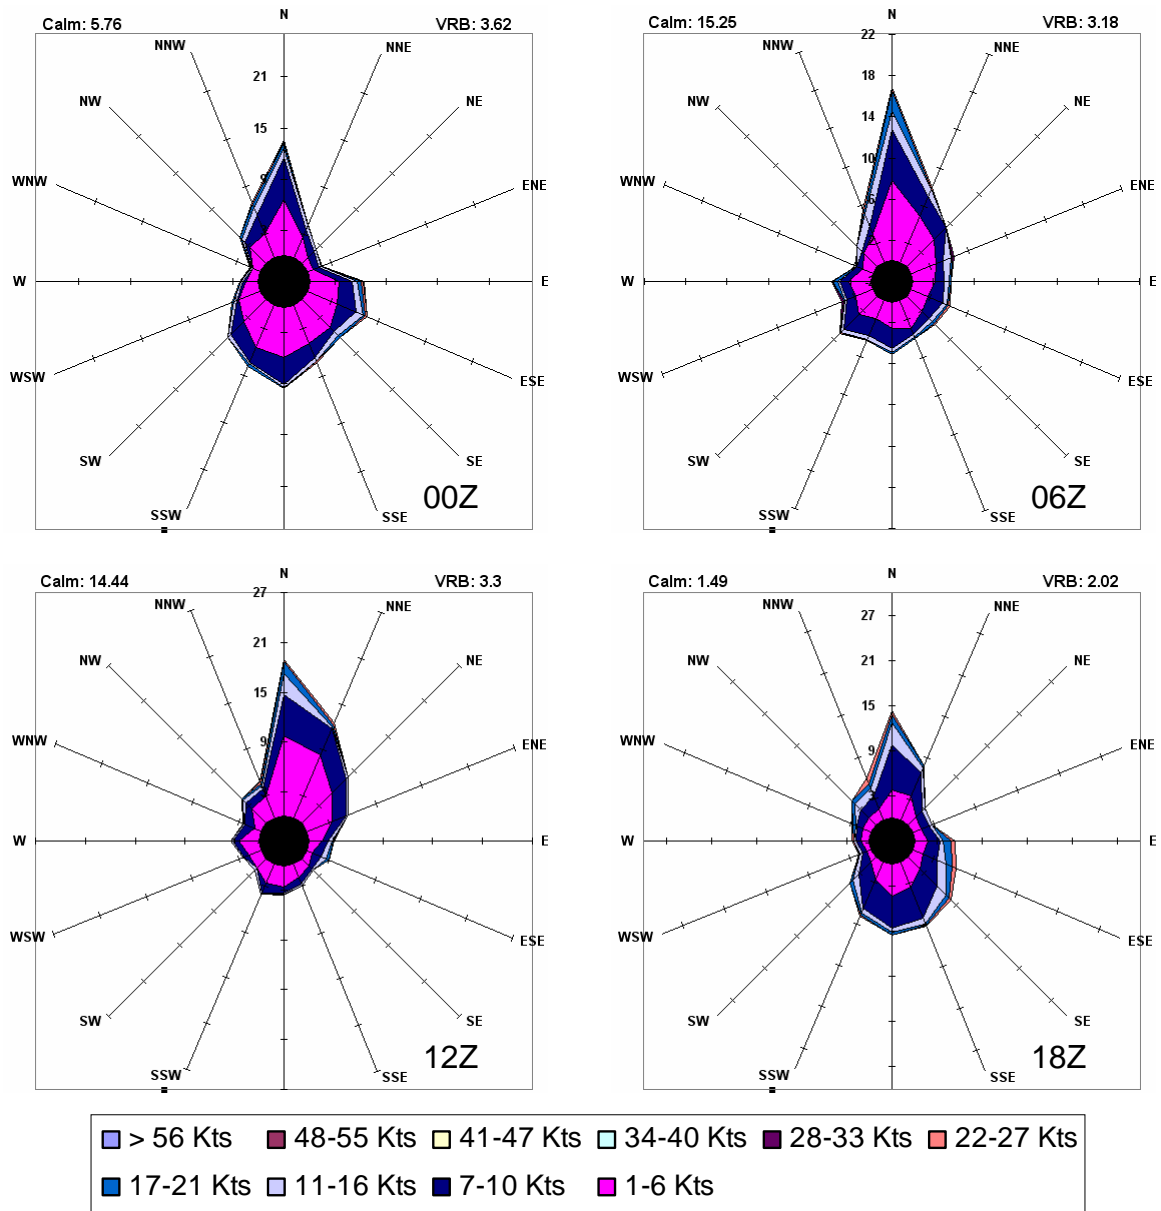 Calm: 5.76 N VRB: 3.62
NNW NNE
21
NW NE
15
9
WNW ENE
W E
WSW ESE
SW SE
SSW SSE
00Z
Calm: 15.25 N VRB: 3.18
22
NNW NNE
18
NW NE
14
10
WNW ENE
6
2
W E
WSW ESE
SW SE
SSW SSE
06Z
Calm: 14.44 N VRB: 3.3
27
NNW NNE
21
NW NE
15
9
WNW ENE
W E
WSW ESE
SW SE
SSW SSE
12Z
Calm: 1.49 N VRB: 2.02
NNW NNE
27
NW NE
21
15
9
WNW ENE
W E
WSW ESE
SW SE
SSW SSE
18Z
> 56 Kts 48-55 Kts 41-47 Kts 34-40 Kts 28-33 Kts 22-27 Kts
17-21 Kts 11-16 Kts 7-10 Kts 1-6 Kts